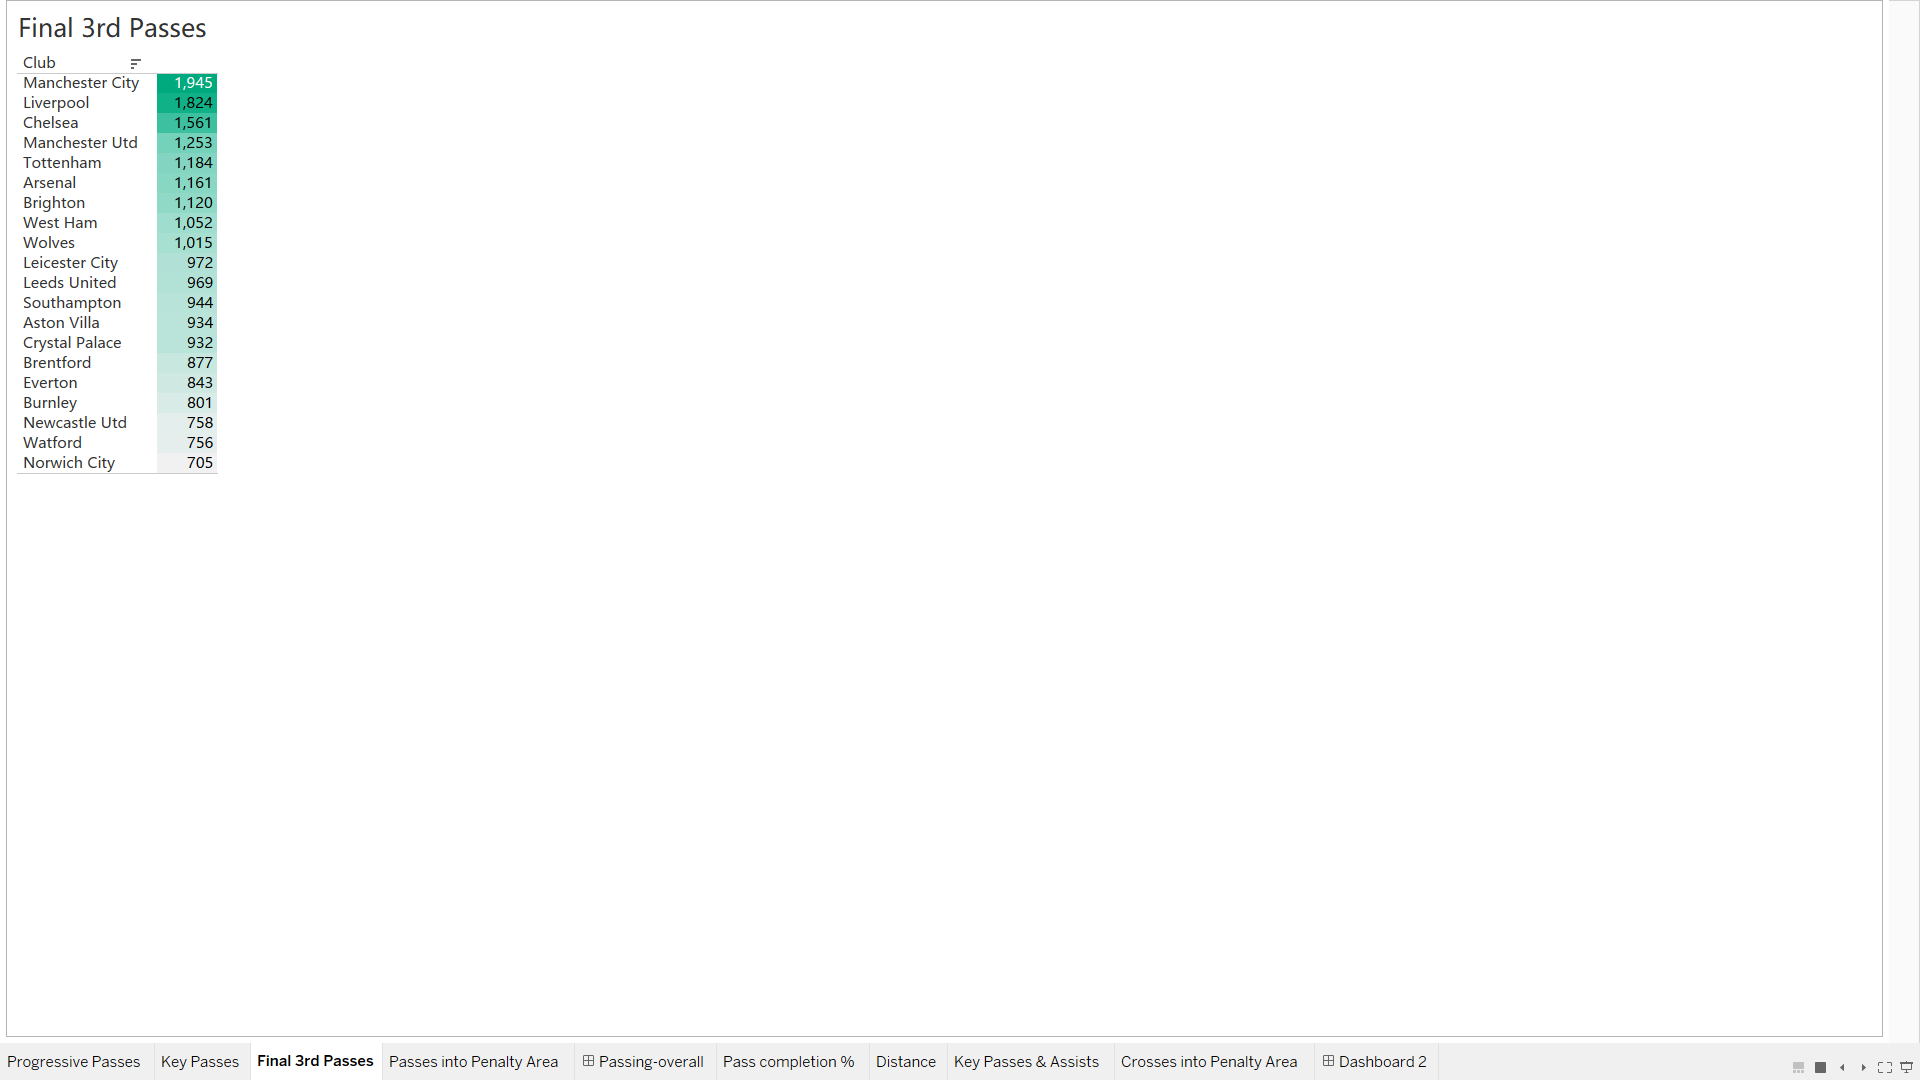 Final 3rd Passes
Club
Manchester City 1,945
Liverpool 1,824
Chelsea 1,561
Manchester Utd 1,253
Tottenham 1,184
Arsenal 1,161
Brighton 1,120
West Ham 1,052
Wolves 1,015
Leicester City 972
Leeds United 969
Southampton 944
Aston Villa 934
Crystal Palace 932
Brentford 877
Everton 843
Burnley 801
Newcastle Utd 758
Watford 756
Norwich City 705
Progressive Passes Key Passes Final 3rd Passes Passes into Penalty Area Passing-overall Pass completion % Distance Key Passes & Assists Crosses into Penalty Area Dashboard 2